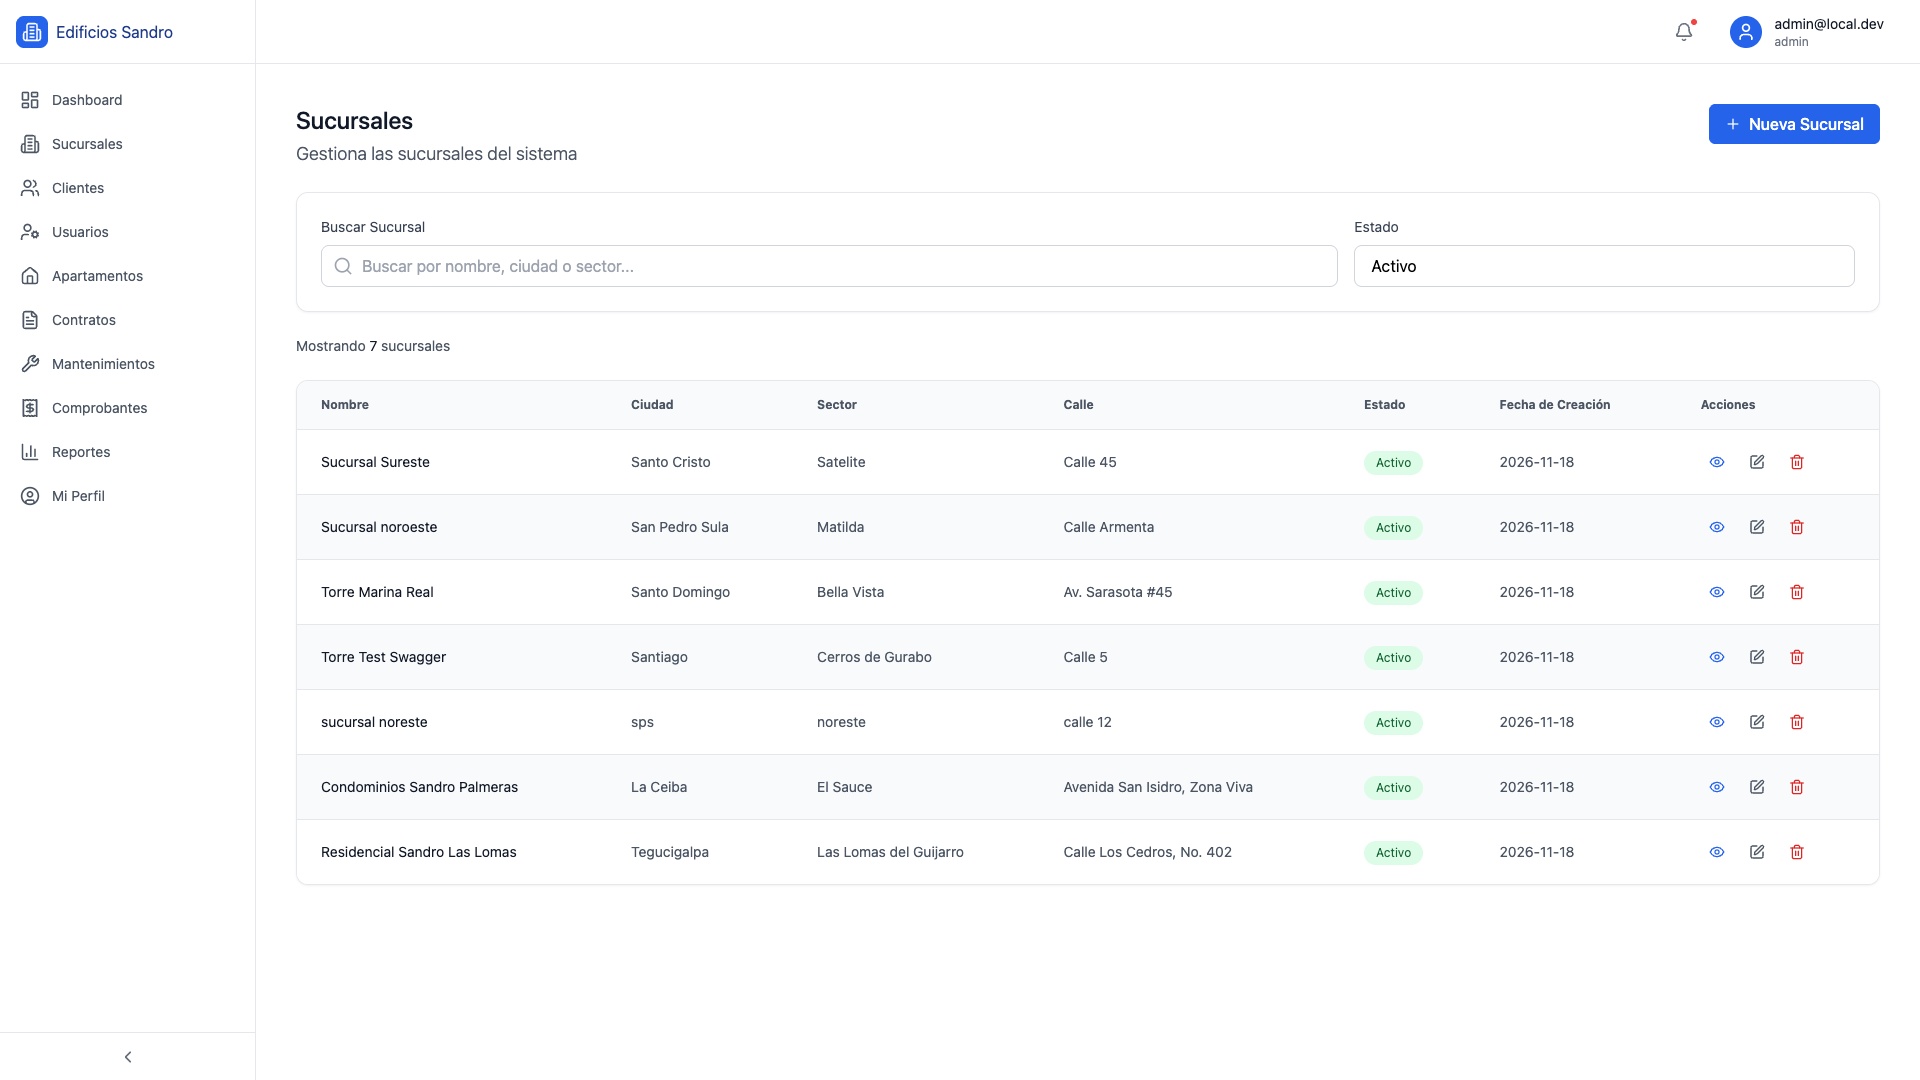 Edificios Sandro
admin@local.dev
admin
Dashboard
Sucursales
Clientes
Usuarios
Apartamentos
Contratos
Mantenimientos
Comprobantes
Reportes
Mi Perfil
Sucursales
Gestiona las sucursales del sistema
+ Nueva Sucursal
Buscar Sucursal
Estado
Buscar por nombre, ciudad o sector...
Activo
Mostrando 7 sucursales
Nombre Ciudad Sector Calle Estado Fecha de Creación Acciones
Sucursal Sureste Santo Cristo Satelite Calle 45 Activo 2026-11-18
Sucursal noroeste San Pedro Sula Matilda Calle Armenta Activo 2026-11-18
Torre Marina Real Santo Domingo Bella Vista Av. Sarasota #45 Activo 2026-11-18
Torre Test Swagger Santiago Cerros de Gurabo Calle 5 Activo 2026-11-18
sucursal noreste sps noreste calle 12 Activo 2026-11-18
Condominios Sandro Palmeras La Ceiba El Sauce Avenida San Isidro, Zona Viva Activo 2026-11-18
Residencial Sandro Las Lomas Tegucigalpa Las Lomas del Guijarro Calle Los Cedros, No. 402 Activo 2026-11-18